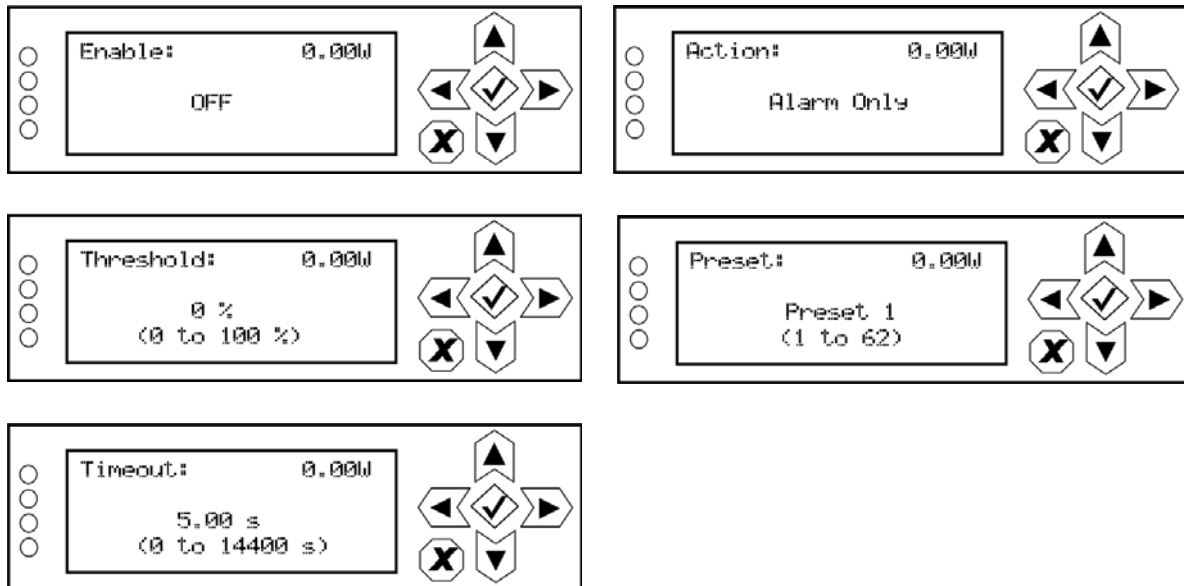 Enable: 0.00W
OFF
Action: 0.00W
Alarm Only
Threshold: 0.00W
0 %
(0 to 100 %)
Preset: 0.00W
Preset 1
(1 to 62)
Timeout: 0.00W
5.00 s
(0 to 14400 s)